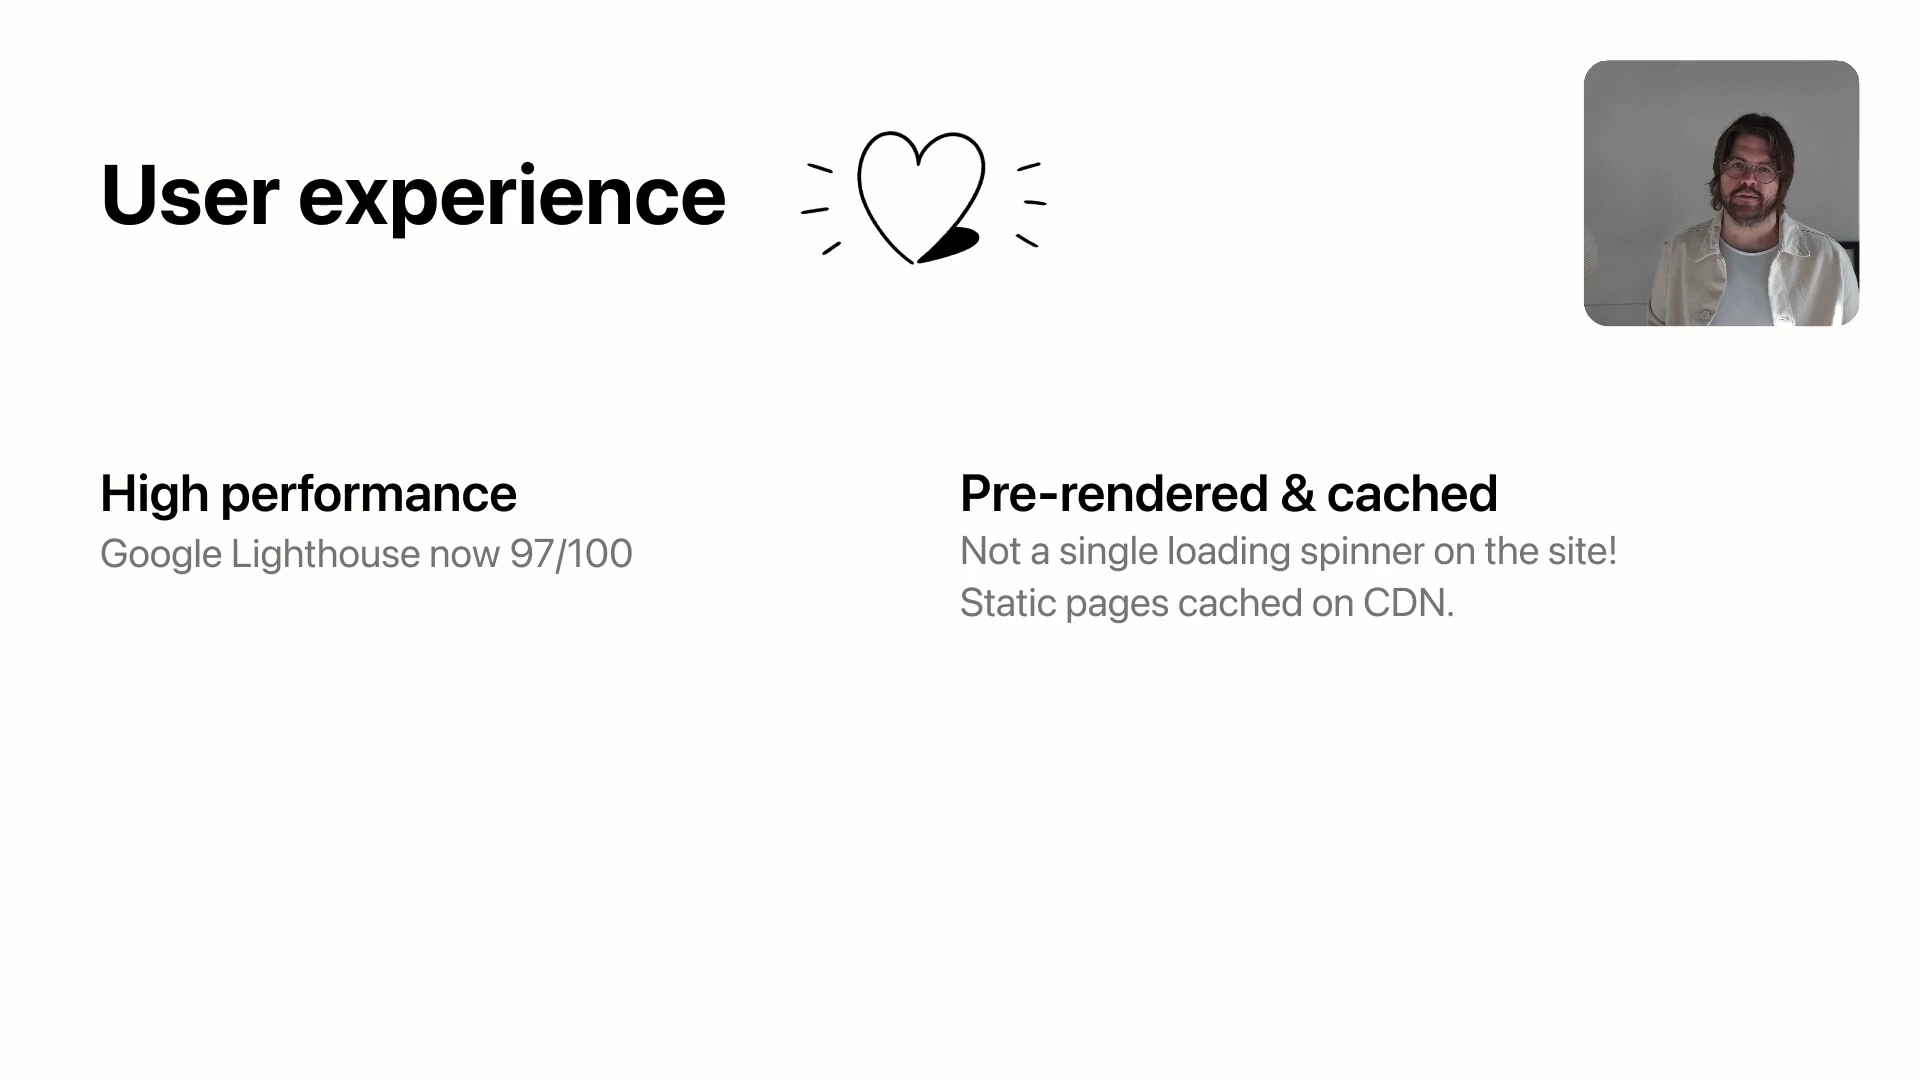 User experience
High performance
Google Lighthouse now 97/100
Pre-rendered & cached
Not a single loading spinner on the site!
Static pages cached on CDN.